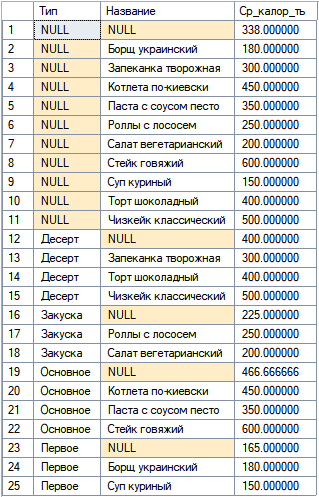 Тип Название Ср_калор_ть
1 NULL NULL 338.000000
2 NULL Борщ украинский 180.000000
3 NULL Запеканка творожная 300.000000
4 NULL Котлета по-киевски 450.000000
5 NULL Паста с соусом песто 350.000000
6 NULL Роллы с лососем 250.000000
7 NULL Салат вегетарианский 200.000000
8 NULL Стейк говяжий 600.000000
9 NULL Суп куриный 150.000000
10 NULL Торт шоколадный 400.000000
11 NULL Чизкейк классический 500.000000
12 Десерт NULL 400.000000
13 Десерт Запеканка творожная 300.000000
14 Десерт Торт шоколадный 400.000000
15 Десерт Чизкейк классический 500.000000
16 Закуска NULL 225.000000
17 Закуска Роллы с лососем 250.000000
18 Закуска Салат вегетарианский 200.000000
19 Основное NULL 466.666666
20 Основное Котлета по-киевски 450.000000
21 Основное Паста с соусом песто 350.000000
22 Основное Стейк говяжий 600.000000
23 Первое NULL 165.000000
24 Первое Борщ украинский 180.000000
25 Первое Суп куриный 150.000000